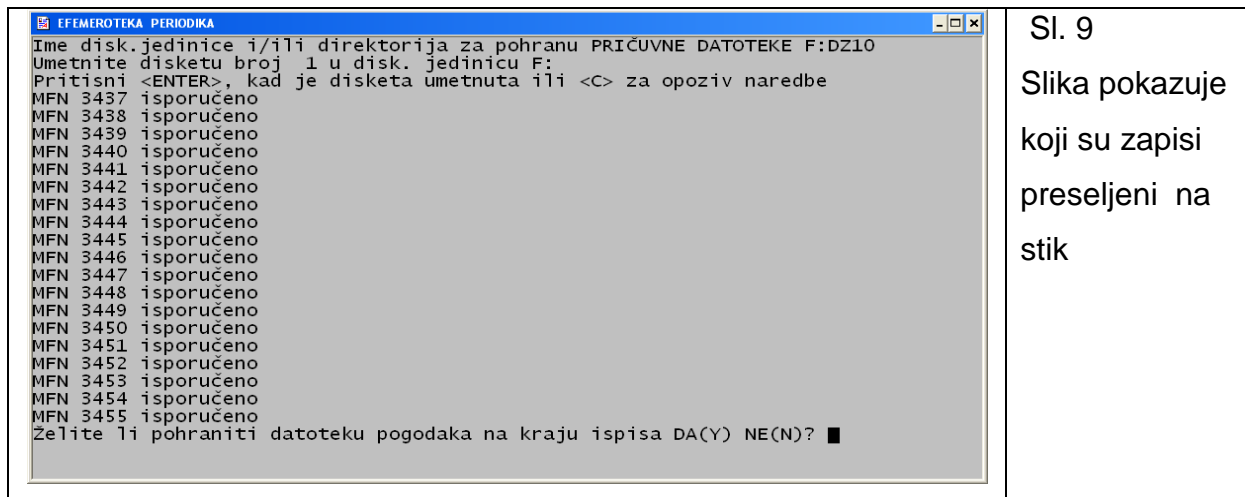 EFEMEROTEKA PERIODIKA
Ime disk.jedinice i/ili direktorija za pohranu PRIČUVNE DATOTEKE F:DZ10
Umetnite disketu broj  1 u disk. jedinicu F:
Pritisni <ENTER>, kad je disketa umetnuta ili <C> za opoziv naredbe
MFN 3437 isporučeno
MFN 3438 isporučeno
MFN 3439 isporučeno
MFN 3440 isporučeno
MFN 3441 isporučeno
MFN 3442 isporučeno
MFN 3443 isporučeno
MFN 3444 isporučeno
MFN 3445 isporučeno
MFN 3446 isporučeno
MFN 3447 isporučeno
MFN 3448 isporučeno
MFN 3449 isporučeno
MFN 3450 isporučeno
MFN 3451 isporučeno
MFN 3452 isporučeno
MFN 3453 isporučeno
MFN 3454 isporučeno
MFN 3455 isporučeno
Želite li pohraniti datoteku pogodaka na kraju ispisa DA(Y) NE(N)?
Sl. 9
Slika pokazuje
koji su zapisi
preseljeni na
stik